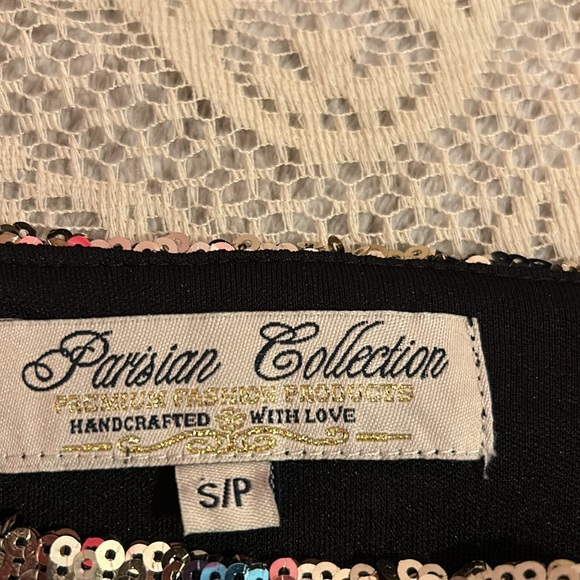 Parisian Collection
PREMIUM FASHION PRODUCTS
HANDCRAFTED WITH LOVE
S/P